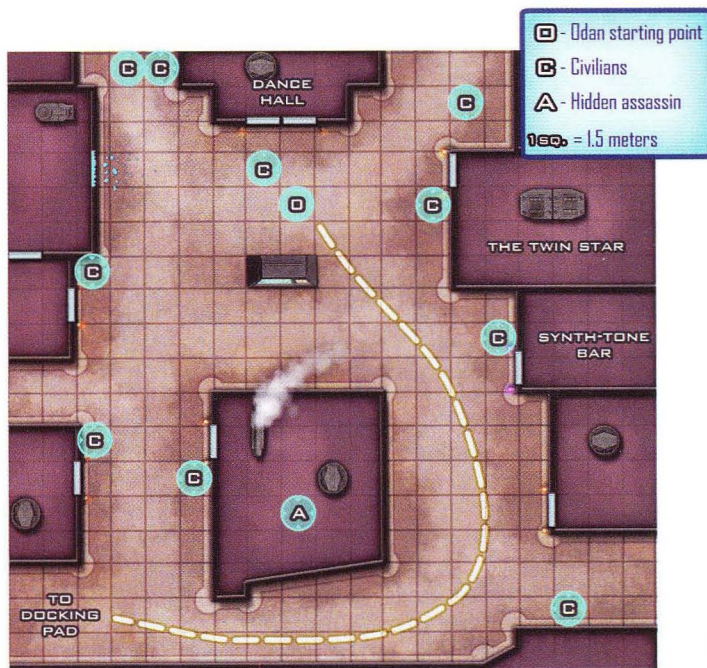 O - Odan starting point
C - Civilians
A - Hidden assassin
1 SQ. = 1.5 meters
C C
DANCE
HALL
C
C
O
C
THE TWIN STAR
C
C
SYNTH-TONE
BAR
C
C
A
TO
DOCKING
PAD
C